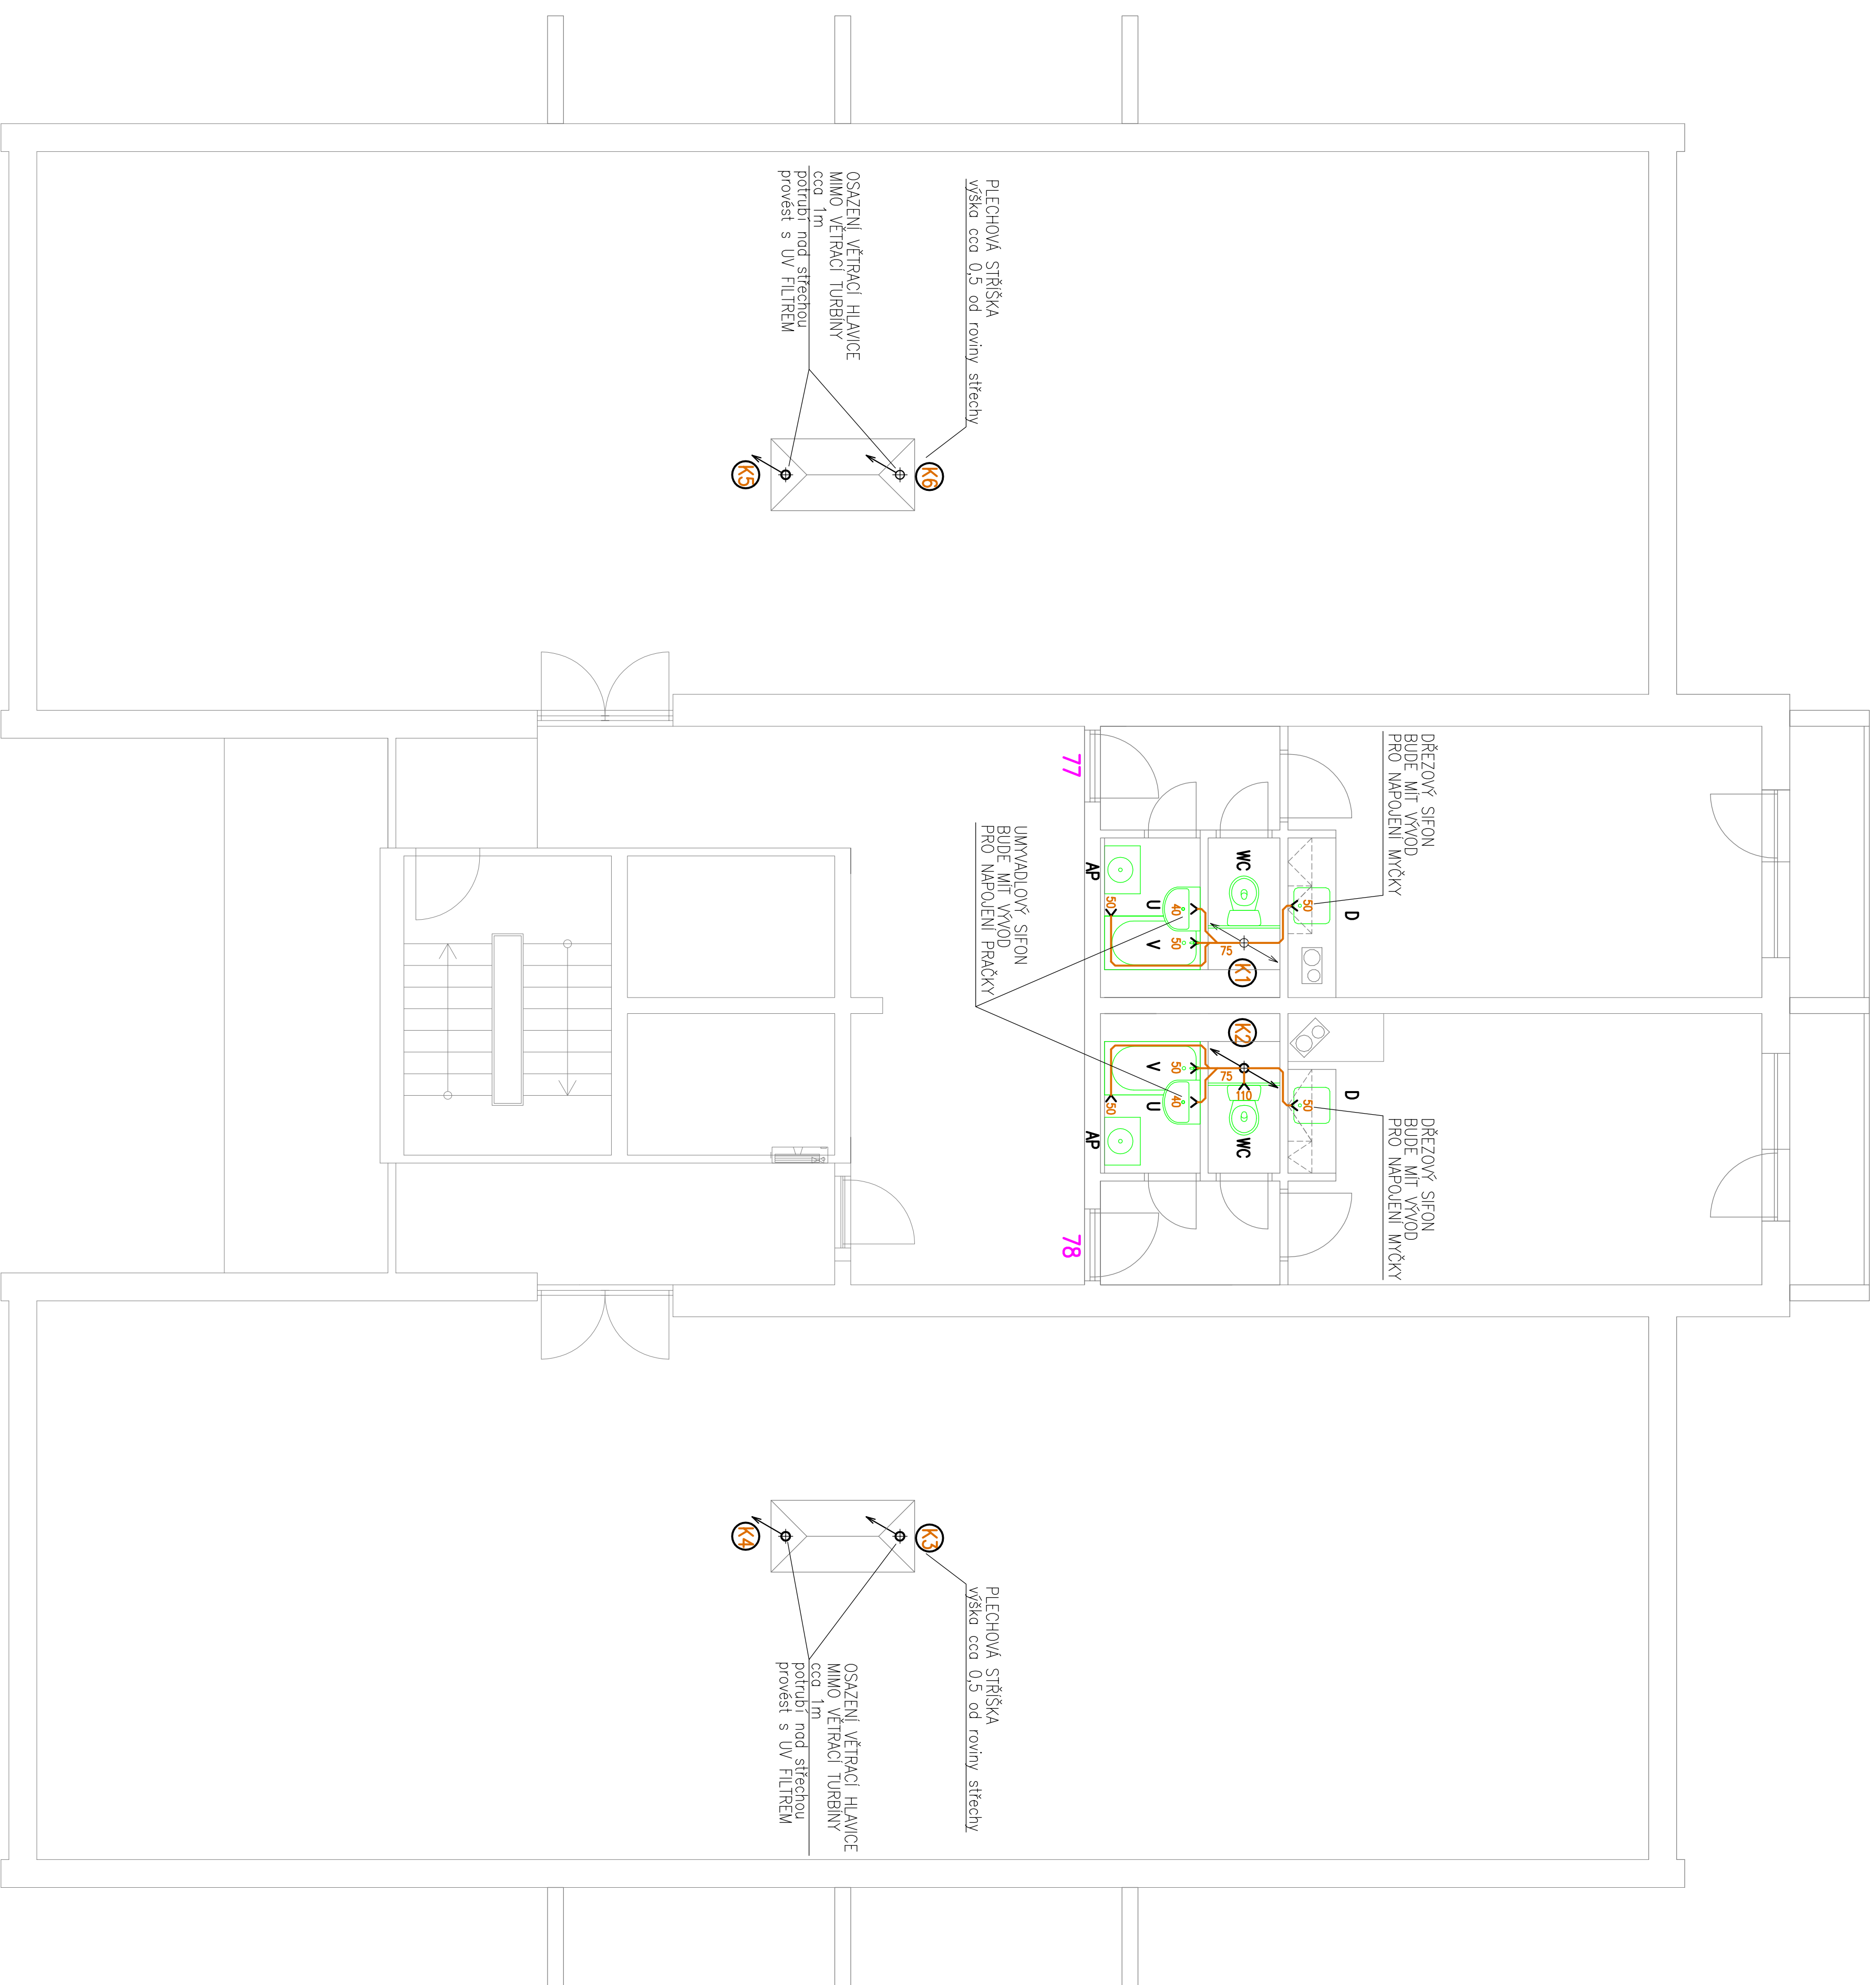 PLECHOVÁ STŘÍŠKA
výška cca 0,5 od roviny střechy
OSAZENÍ VĚTRACÍ HLAVICE
MIMO VĚTRACÍ TURBÍNY
cca 1m
potrubí nad střechou
provést s UV FILTREM
K6
K5
DŘEZOVÝ SIFON
BUDE MÍT VÝVOD
PRO NAPOJENÍ MYČKY
77
UMYVADLOVÝ SIFON
BUDE MÍT VÝVOD
PRO NAPOJENÍ PRAČKY
D
50
WC
75
K1
AP
U
V
40
50
50
K2
D
50
110
75
WC
V
U
50
40
50
AP
78
DŘEZOVÝ SIFON
BUDE MÍT VÝVOD
PRO NAPOJENÍ MYČKY
K3
K4
PLECHOVÁ STŘÍŠKA
výška cca 0,5 od roviny střechy
OSAZENÍ VĚTRACÍ HLAVICE
MIMO VĚTRACÍ TURBÍNY
cca 1m
potrubí nad střechou
provést s UV FILTREM